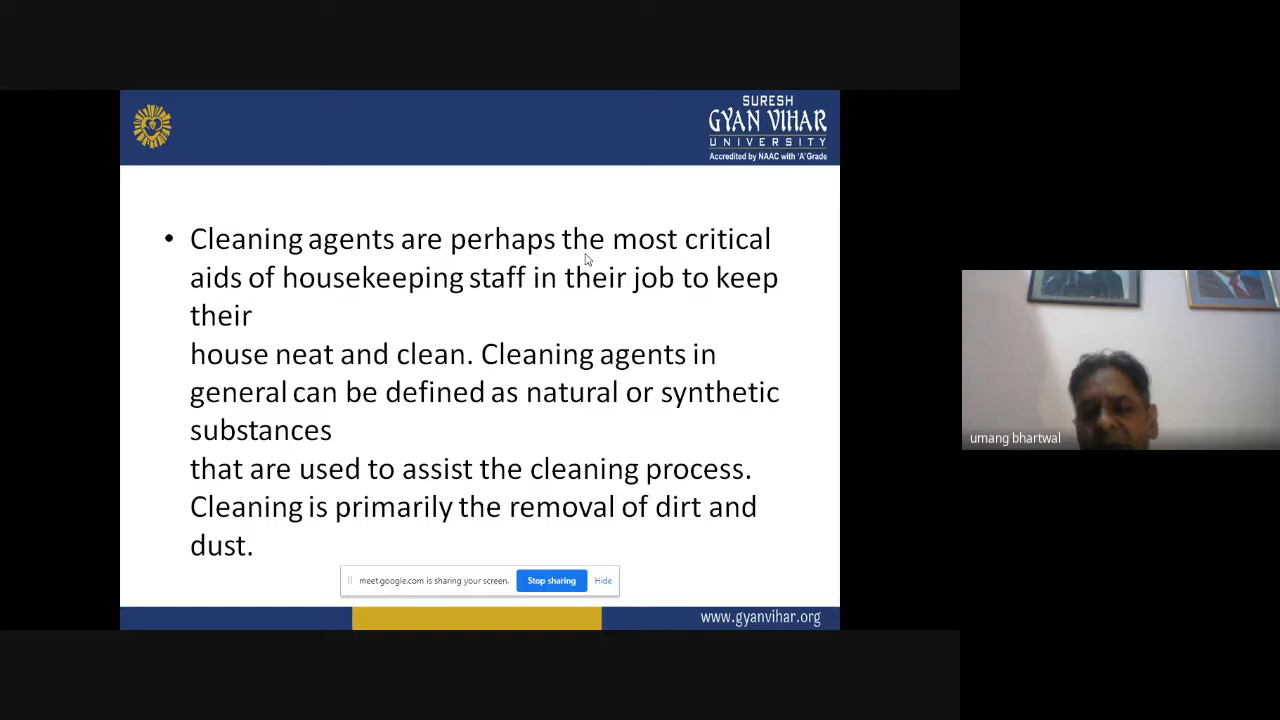 SURESH
GYAN VIHAR
UNIVERSITY
Accredited by NAAC with 'A' Grade
• Cleaning agents are perhaps the most critical
aids of housekeeping staff in their job to keep
their
house neat and clean. Cleaning agents in
general can be defined as natural or synthetic
substances
that are used to assist the cleaning process.
Cleaning is primarily the removal of dirt and
dust.
meet.google.com is sharing your screen. Stop sharing Hide
www.gyanvihar.org
umang bhartwal